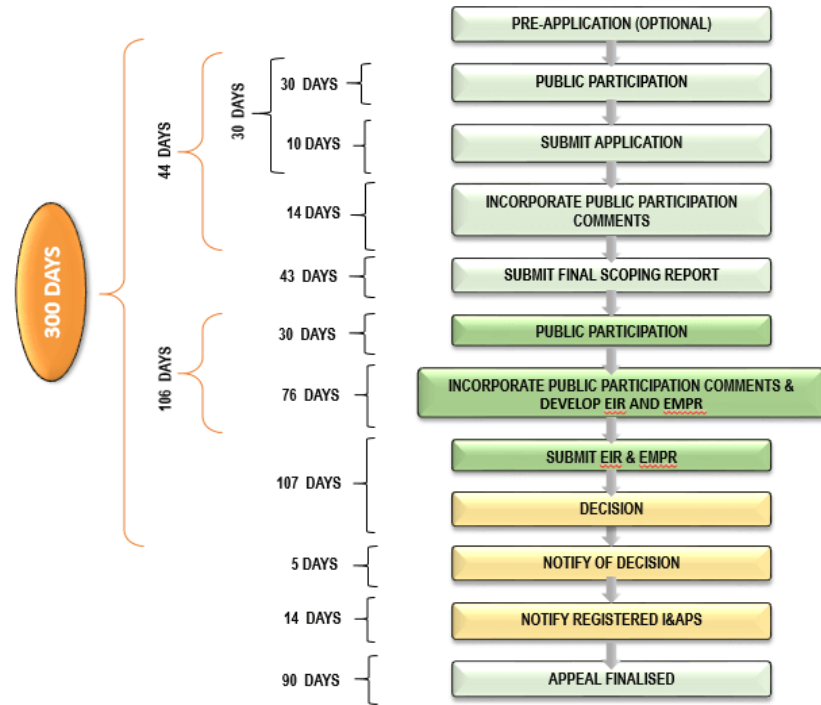 PRE-APPLICATION (OPTIONAL)
30 DAYS
PUBLIC PARTICIPATION
30 DAYS
10 DAYS
SUBMIT APPLICATION
44 DAYS
14 DAYS
INCORPORATE PUBLIC PARTICIPATION
COMMENTS
300 DAYS
43 DAYS
SUBMIT FINAL SCOPING REPORT
30 DAYS
PUBLIC PARTICIPATION
106 DAYS
76 DAYS
INCORPORATE PUBLIC PARTICIPATION COMMENTS &
DEVELOP EIR AND EMPR
SUBMIT EIR & EMPR
107 DAYS
DECISION
5 DAYS
NOTIFY OF DECISION
14 DAYS
NOTIFY REGISTERED I&APS
90 DAYS
APPEAL FINALISED